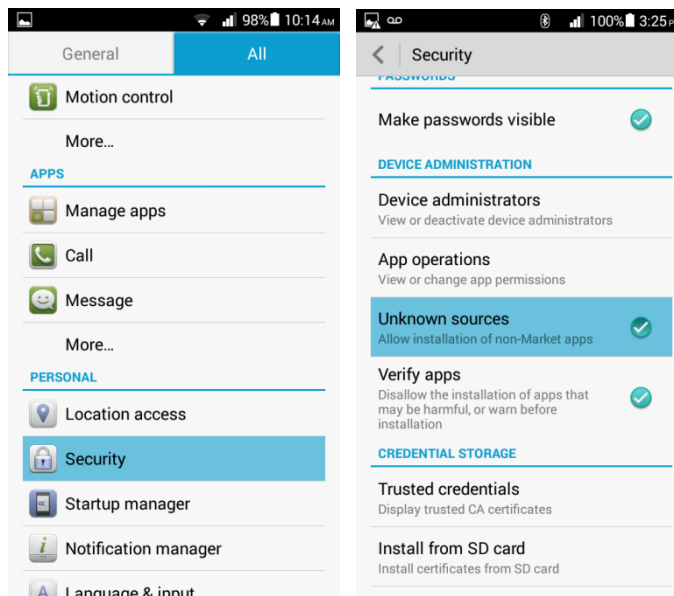 98% 10:14 AM
General All
Motion control
More...
APPS
Manage apps
Call
Message
More...
PERSONAL
Location access
Security
Startup manager
Notification manager
Language & input
100% 3:25
Security
PASSWORDS
Make passwords visible
DEVICE ADMINISTRATION
Device administrators
View or deactivate device administrators
App operations
View or change app permissions
Unknown sources
Allow installation of non-Market apps
Verify apps
Disallow the installation of apps that
may be harmful, or warn before
installation
CREDENTIAL STORAGE
Trusted credentials
Display trusted CA certificates
Install from SD card
Install certificates from SD card